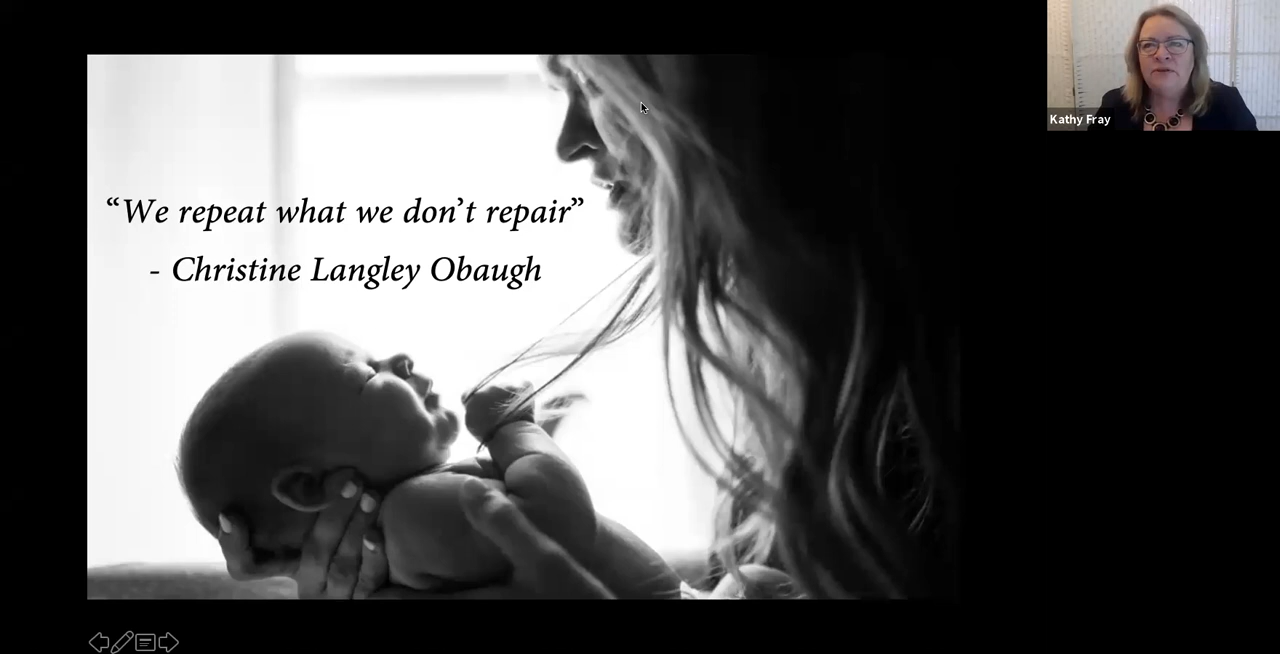 “We repeat what we don’t repair”
- Christine Langley Obaugh
Kathy Fray